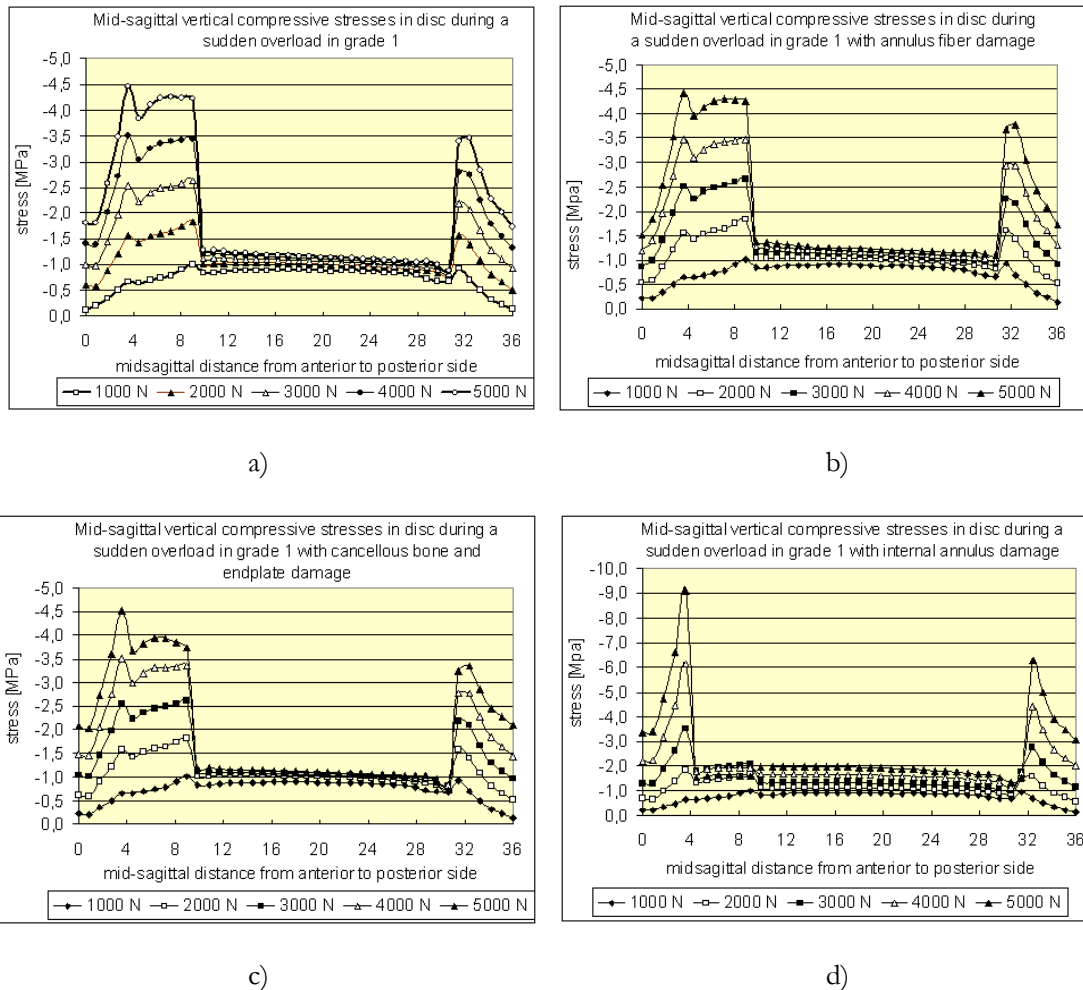 Mid-sagittal vertical compressive stresses in disc during a
sudden overload in grade 1
stress [MPa]
-5,0
-4,5
-4,0
-3,5
-3,0
-2,5
-2,0
-1,5
-1,0
-0,5
0,0
0 4 8 12 16 20 24 28 32 36
midsagittal distance from anterior to posterior side
1000 N 2000 N 3000 N 4000 N 5000 N
a)
Mid-sagittal vertical compressive stresses in disc during
a sudden overload in grade 1 with annulus fiber damage
stress [Mpa]
-5,0
-4,5
-4,0
-3,5
-3,0
-2,5
-2,0
-1,5
-1,0
-0,5
0,0
0 4 8 12 16 20 24 28 32 36
midsagittal distance from anterior to posterior side
1000 N 2000 N 3000 N 4000 N 5000 N
b)
Mid-sagittal vertical compressive stresses in disc during a
sudden overload in grade 1 with cancellous bone and
endplate damage
stress [MPa]
-5,0
-4,5
-4,0
-3,5
-3,0
-2,5
-2,0
-1,5
-1,0
-0,5
0,0
0 4 8 12 16 20 24 28 32 36
mid-sagittal distance from anterior to posterior side
1000 N 2000 N 3000 N 4000 N 5000 N
c)
Mid-sagittal vertical compressive stresses in disc during a
sudden overload in grade 1 with internal annulus damage
stress [Mpa]
-10,0
-9,0
-8,0
-7,0
-6,0
-5,0
-4,0
-3,0
-2,0
-1,0
0,0
0 4 8 12 16 20 24 28 32 36
midsagittal distance from anterior to posterior side
1000 N 2000 N 3000 N 4000 N 5000 N
d)